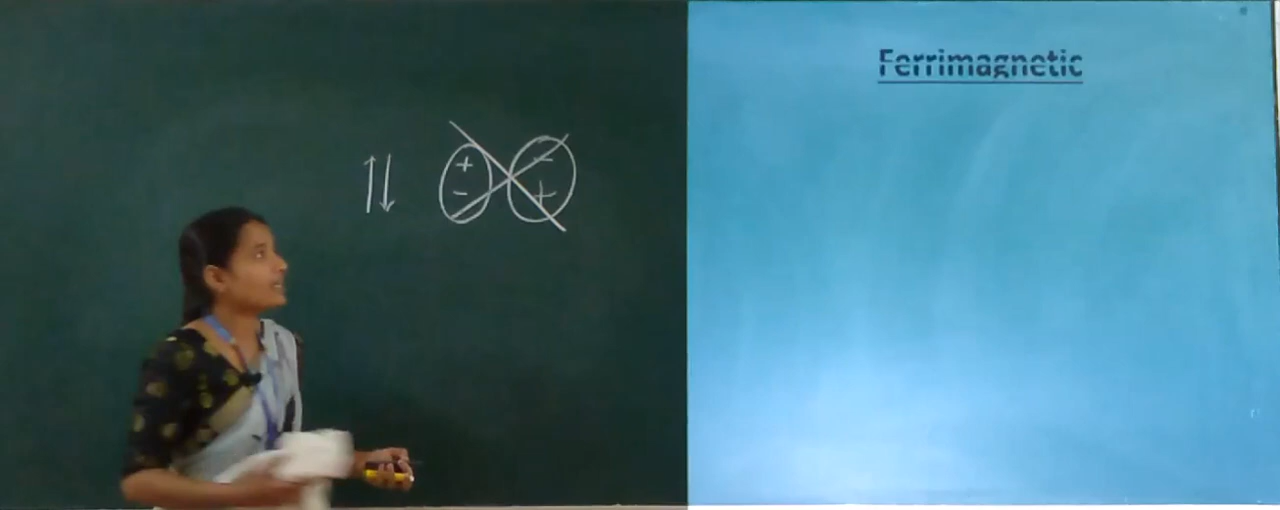 ↑↓
+ −
− +
Ferrimagnetic